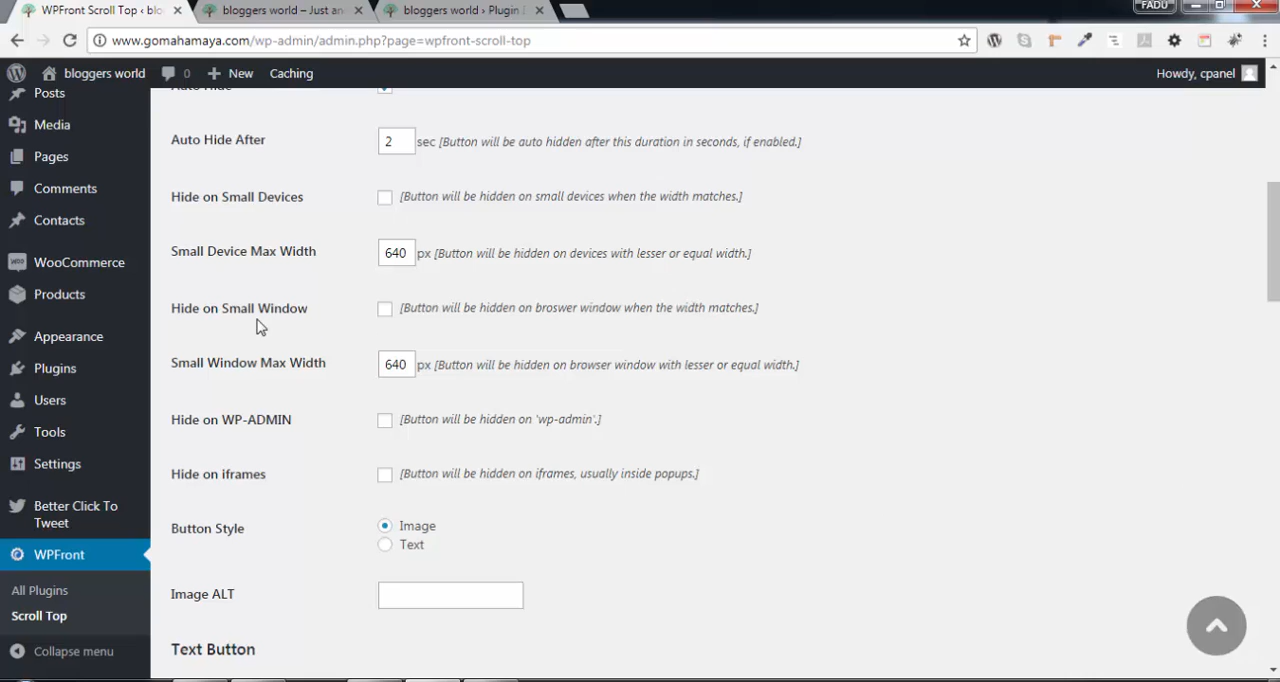 WPFront Scroll Top ‹ blo
bloggers world – Just an
bloggers world › Plugin I
FADU
www.gomahamaya.com/wp-admin/admin.php?page=wpfront-scroll-top
bloggers world
0
New
Caching
Howdy, cpanel
Posts
Media
Pages
Comments
Contacts
WooCommerce
Products
Appearance
Plugins
Users
Tools
Settings
Better Click To
Tweet
WPFront
All Plugins
Scroll Top
Collapse menu
Auto Hide
Auto Hide After 2 sec [Button will be auto hidden after this duration in seconds, if enabled.]
Hide on Small Devices [Button will be hidden on small devices when the width matches.]
Small Device Max Width 640 px [Button will be hidden on devices with lesser or equal width.]
Hide on Small Window [Button will be hidden on broswer window when the width matches.]
Small Window Max Width 640 px [Button will be hidden on browser window with lesser or equal width.]
Hide on WP-ADMIN [Button will be hidden on 'wp-admin'.]
Hide on iframes [Button will be hidden on iframes, usually inside popups.]
Button Style Image
Text
Image ALT
Text Button